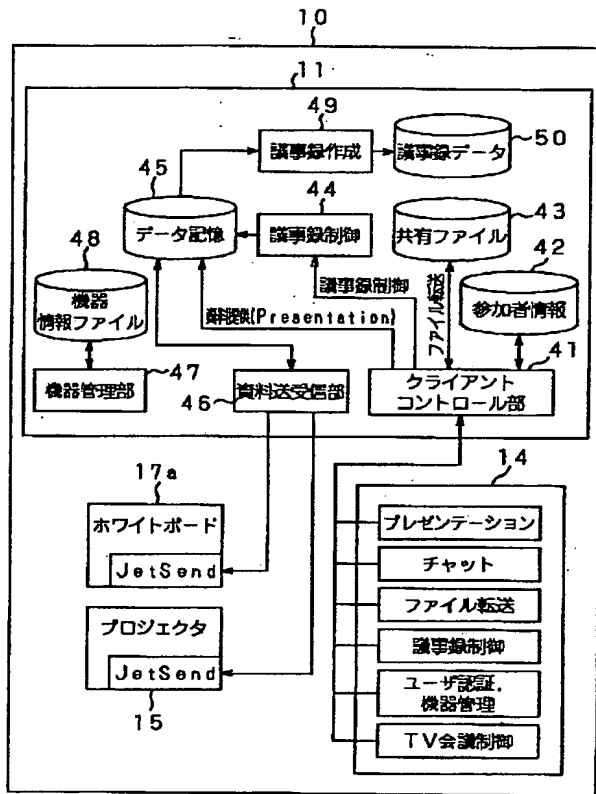 10
11
49
議事録作成
50
議事録データ
45
データ記憶
44
議事録制御
43
共有ファイル
48
機器
情報ファイル
42
参加者情報
議事録制御
資料提供(Presentation)
ファイル転送
47
機器管理部
46
資料送受信部
41
クライアント
コントロール部
17a
ホワイトボード
JetSend
プロジェクタ
JetSend
15
14
プレゼンテーション
チャット
ファイル転送
議事録制御
ユーザ認証.
機器管理
TV会議制御